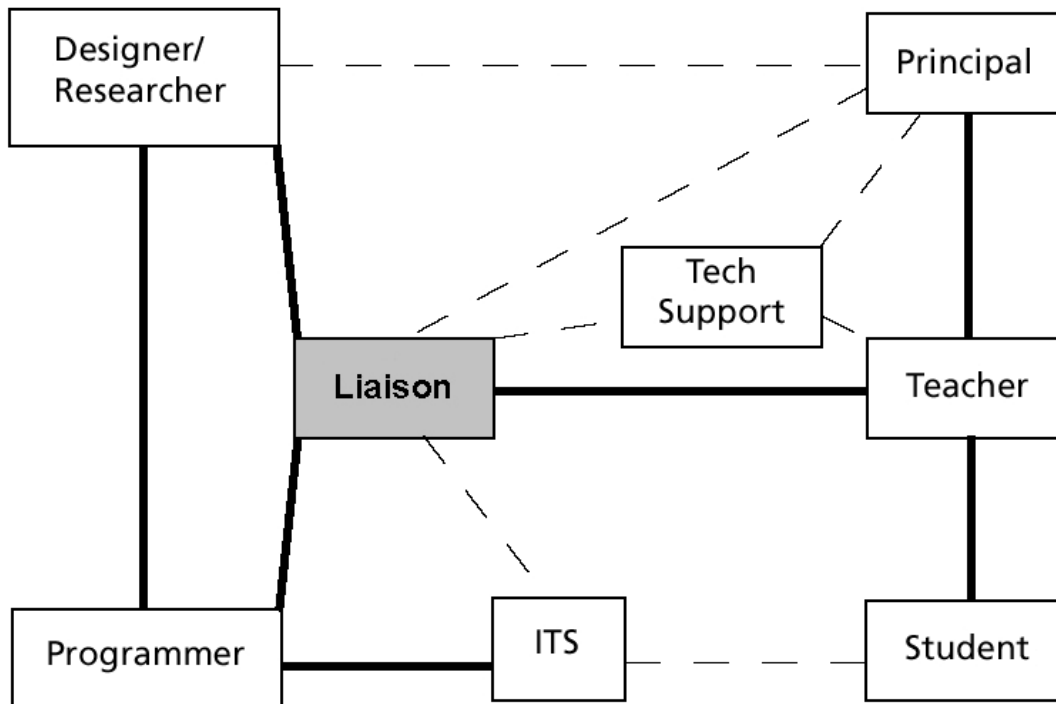 Designer/
Researcher
Principal
Tech
Support
Liaison
Teacher
Programmer
ITS
Student